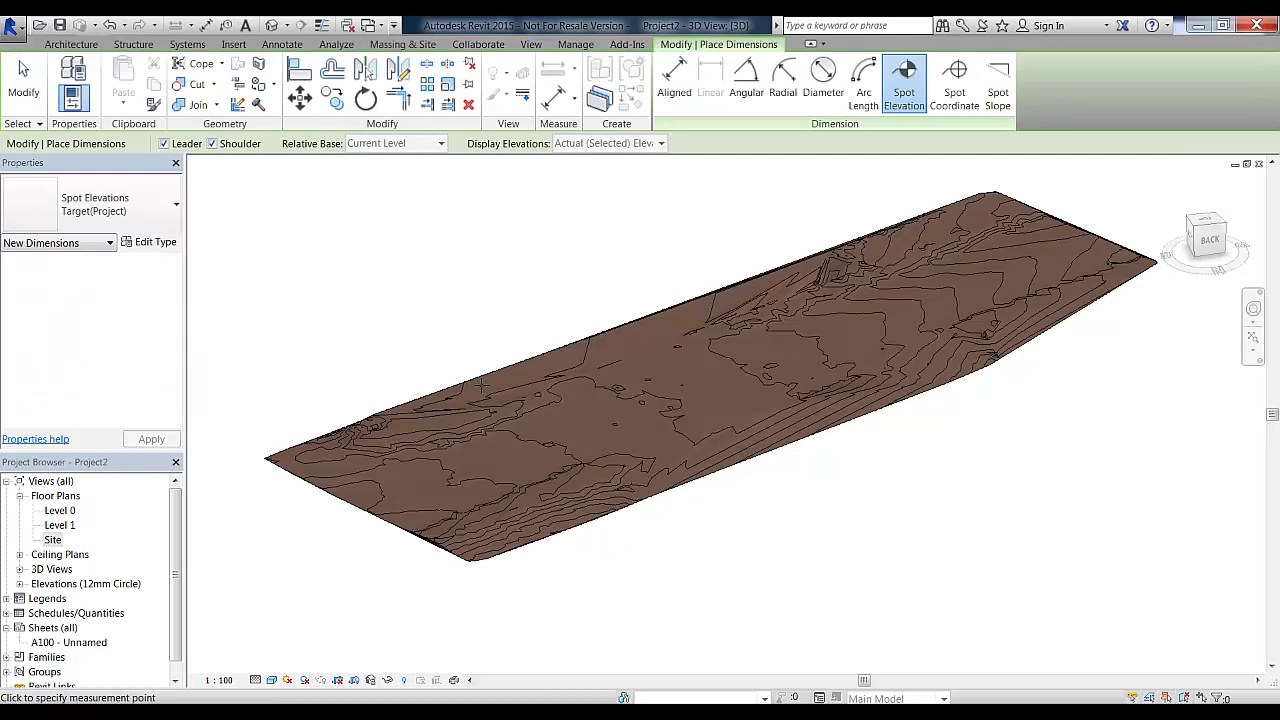 Autodesk Revit 2015 - Not For Resale Version - Project2 - 3D View: {3D}
Type a keyword or phrase
Sign In
Architecture Structure Systems Insert Annotate Analyze Massing & Site Collaborate View Manage Add-Ins Modify | Place Dimensions
Modify
Paste
Cope
Cut
Join
Aligned
Linear
Angular
Radial
Diameter
Arc
Length
Spot
Elevation
Spot
Coordinate
Spot
Slope
Select
Properties
Clipboard
Geometry
Modify
View
Measure
Create
Dimension
Modify | Place Dimensions
Leader
Shoulder
Relative Base:
Current Level
Display Elevations:
Actual (Selected) Eleva
Properties
Spot Elevations
Target(Project)
New Dimensions
Edit Type
Properties help
Apply
Project Browser - Project2
Views (all)
Floor Plans
Level 0
Level 1
Site
Ceiling Plans
3D Views
Elevations (12mm Circle)
Legends
Schedules/Quantities
Sheets (all)
A100 - Unnamed
Families
Groups
Revit Links
BACK
1 : 100
Click to specify measurement point
:0
Main Model
:0